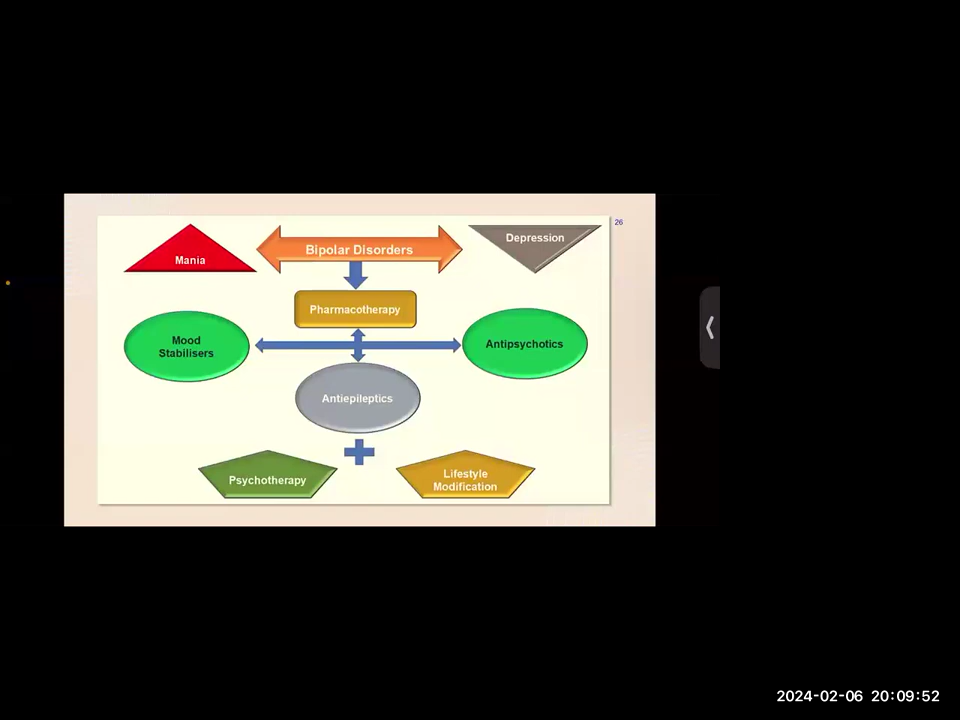 26
Mania
Bipolar Disorders
Depression
Pharmacotherapy
Mood
Stabilisers
Antipsychotics
Antiepileptics
Psychotherapy
Lifestyle
Modification
2024-02-06 20:09:52